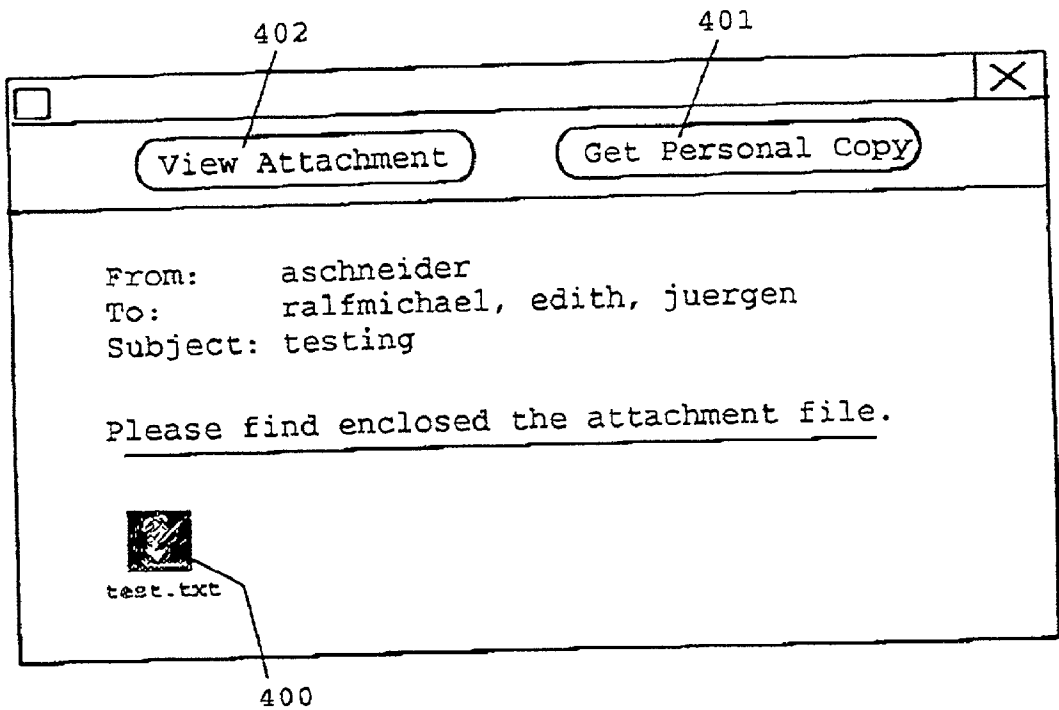 402 401
View Attachment Get Personal Copy
From: aschneider
To: ralfmichael, edith, juergen
Subject: testing
Please find enclosed the attachment file.
test.txt
400